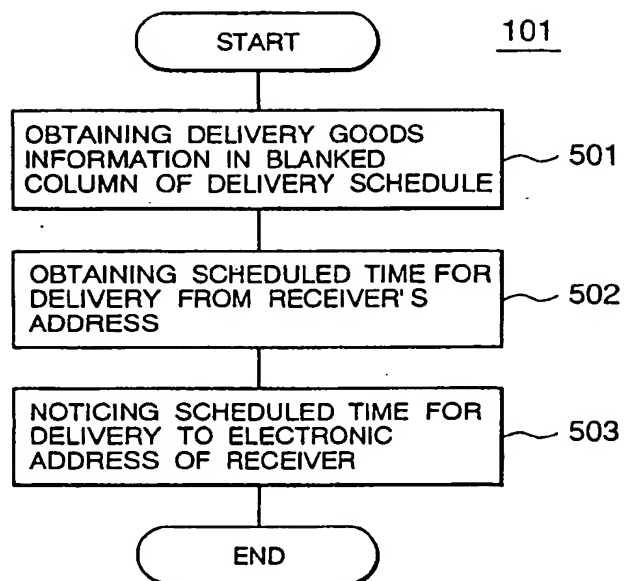 START
101
OBTAINING DELIVERY GOODS
INFORMATION IN BLANKED
COLUMN OF DELIVERY SCHEDULE
501
OBTAINING SCHEDULED TIME FOR
DELIVERY FROM RECEIVER'S
ADDRESS
502
NOTICING SCHEDULED TIME FOR
DELIVERY TO ELECTRONIC
ADDRESS OF RECEIVER
503
END